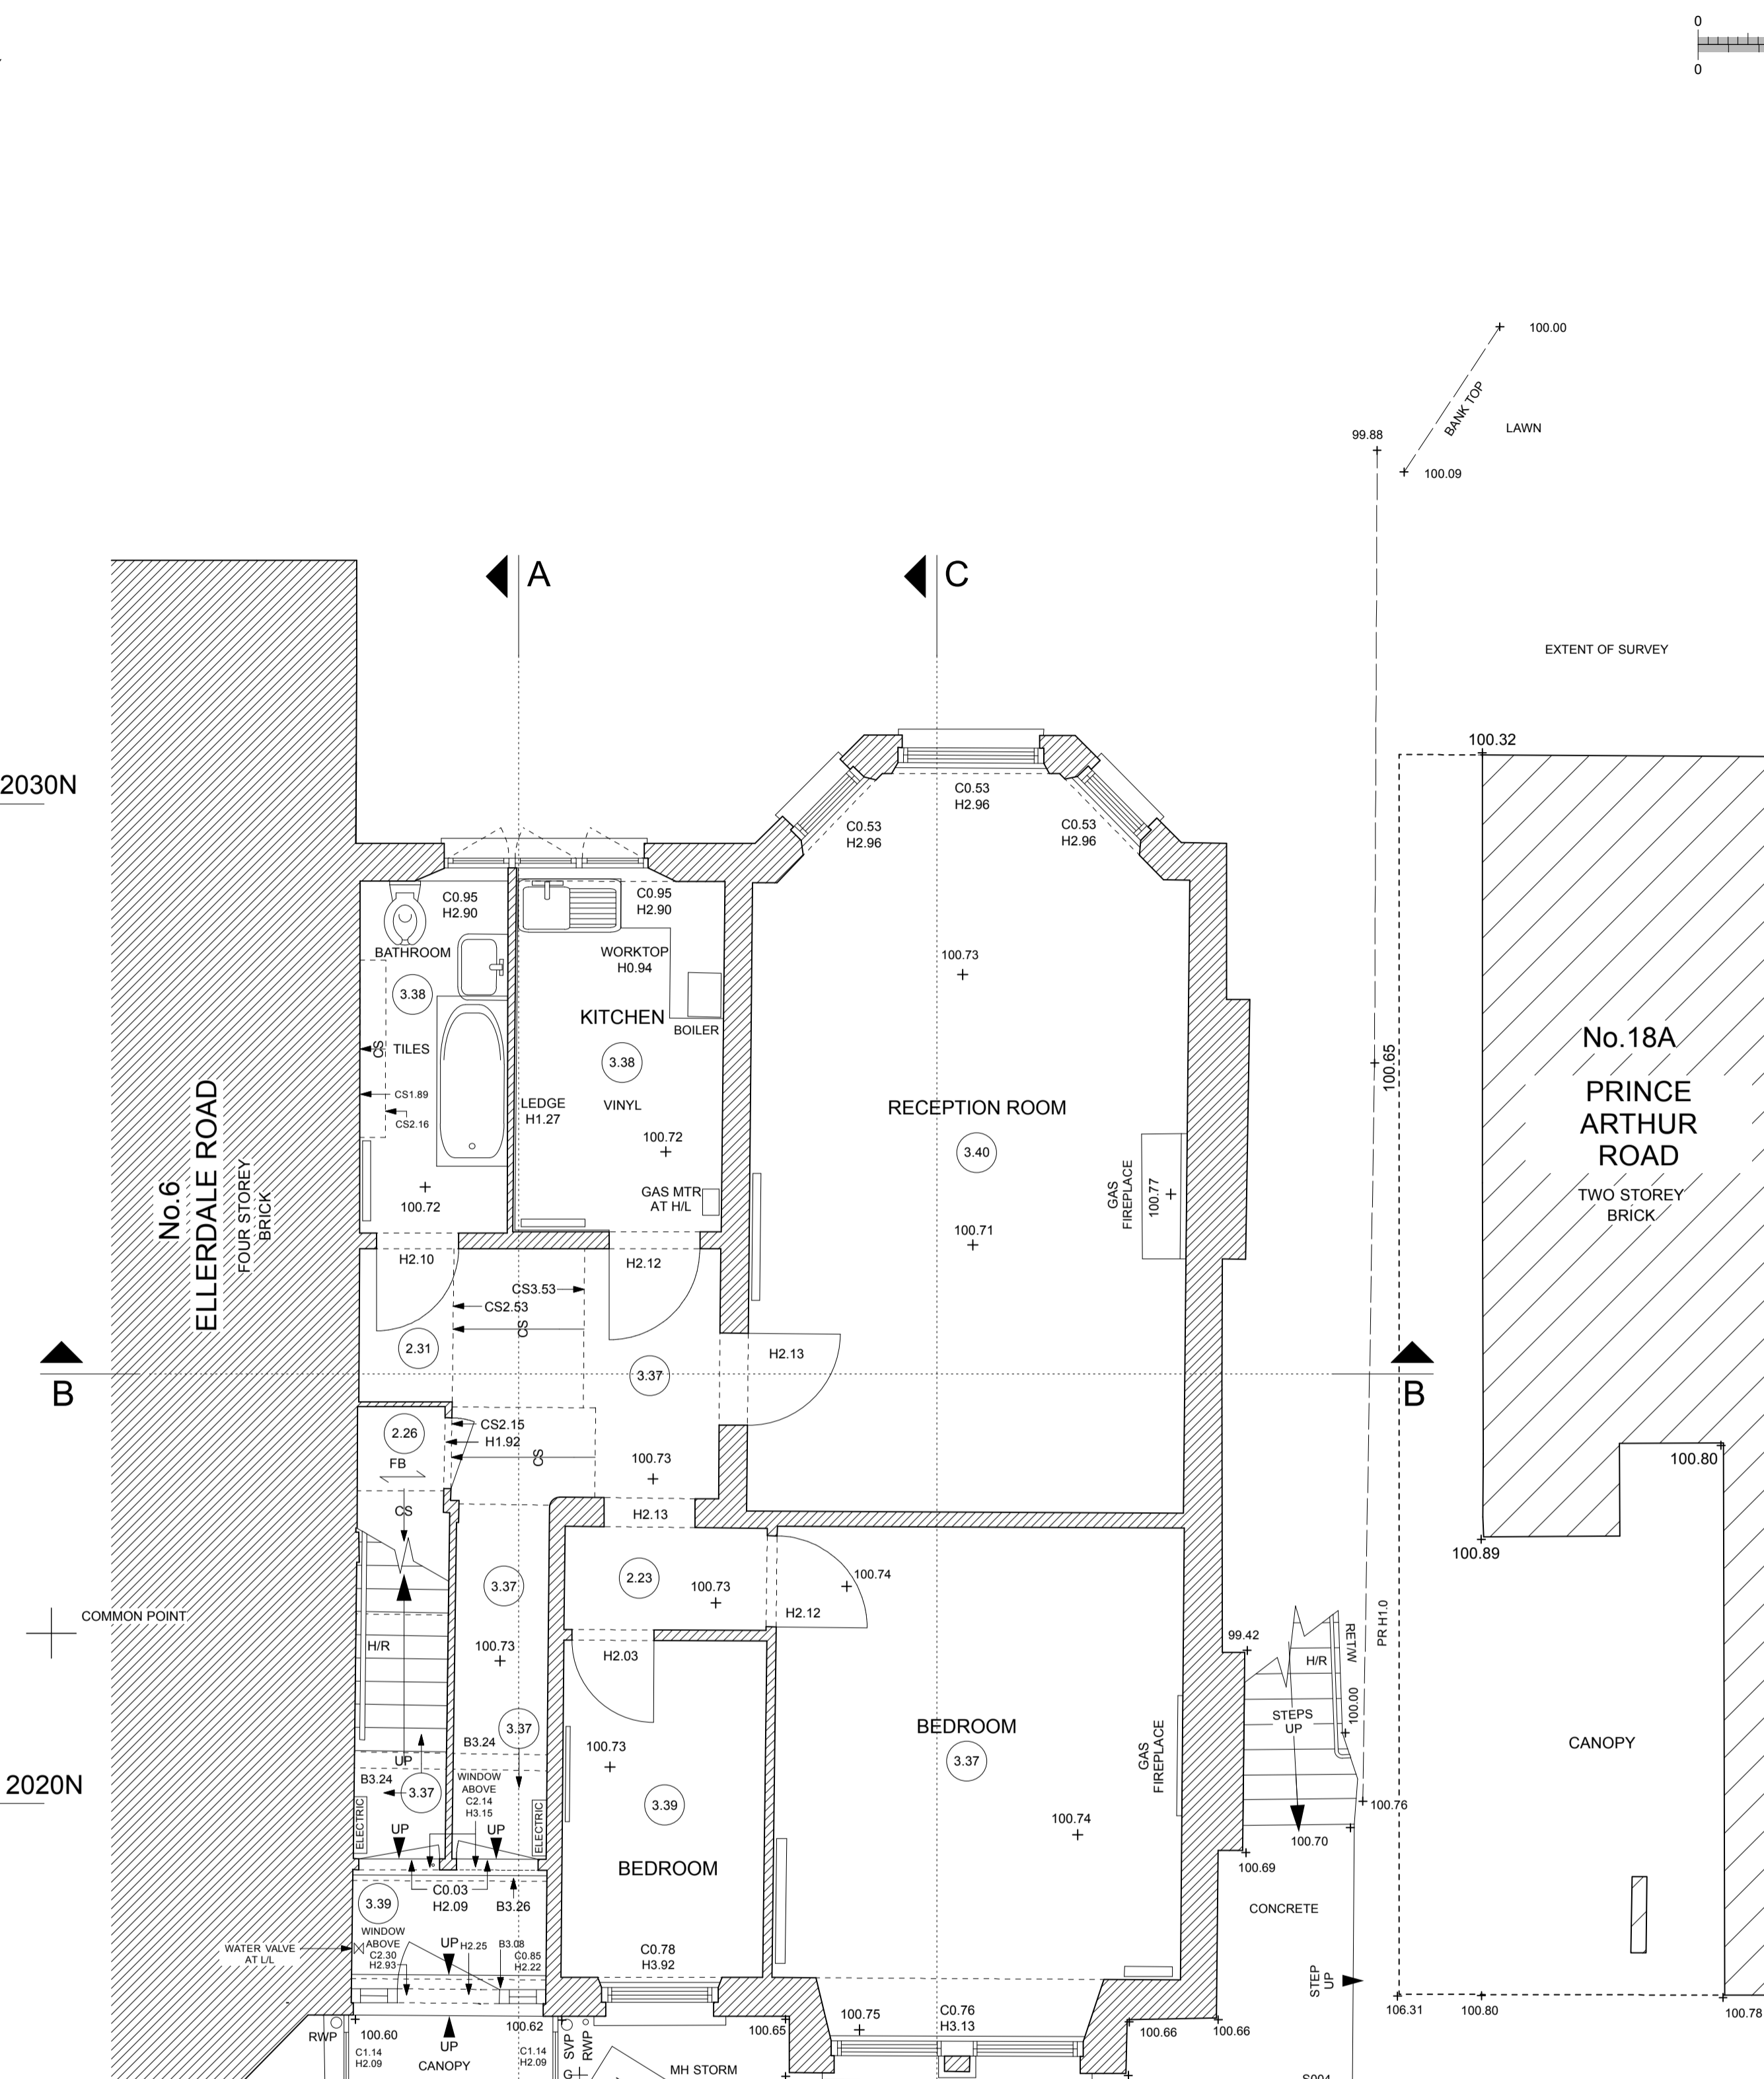 0
0
100.00
BANK TOP
LAWN
99.88
100.09
A
C
EXTENT OF SURVEY
100.32
2030N
C0.53
H2.96
C0.53
H2.96
C0.53
H2.96
C0.95
H2.90
C0.95
H2.90
BATHROOM
WORKTOP
H0.94
100.73
3.38
KITCHEN
BOILER
No.18A
CS
TILES
3.38
100.65
CS1.89
CS2.16
LEDGE
H1.27
VINYL
RECEPTION ROOM
PRINCE
ARTHUR
ROAD
100.72
3.40
No.6
ELLERDALE ROAD
FOUR STOREY
BRICK
100.72
GAS MTR
AT H/L
GAS
FIREPLACE
100.77
TWO STOREY
BRICK
100.71
H2.10
H2.12
CS3.53
CS2.53
CS
2.31
H2.13
3.37
B
B
2.26
CS2.15
H1.92
FB
CS
100.73
100.80
CS
H2.13
100.89
3.37
2.23
100.73
100.74
COMMON POINT
H2.12
PR H1.0
H/R
100.73
H2.03
99.42
RET/W
H/R
3.37
B3.24
100.73
BEDROOM
STEPS
UP
100.00
UP
GAS
FIREPLACE
CANOPY
2020N
B3.24
3.37
WINDOW
ABOVE
C2.14
H3.15
3.37
3.39
100.76
ELECTRIC
UP
UP
ELECTRIC
100.74
100.70
BEDROOM
100.69
C0.03
H2.09
3.39
B3.26
CONCRETE
WINDOW
ABOVE
C2.30
H2.93
UP
H2.25
B3.08
C0.85
H2.22
WATER VALVE
AT L/L
C0.78
H3.92
STEP
UP
106.31
100.80
100.78
100.75
C0.76
H3.13
RWP
100.60
100.62
SVP
RWP
100.65
100.66
100.66
C1.14
H2.09
UP
CANOPY
C1.14
H2.09
G
MH STORM
S004